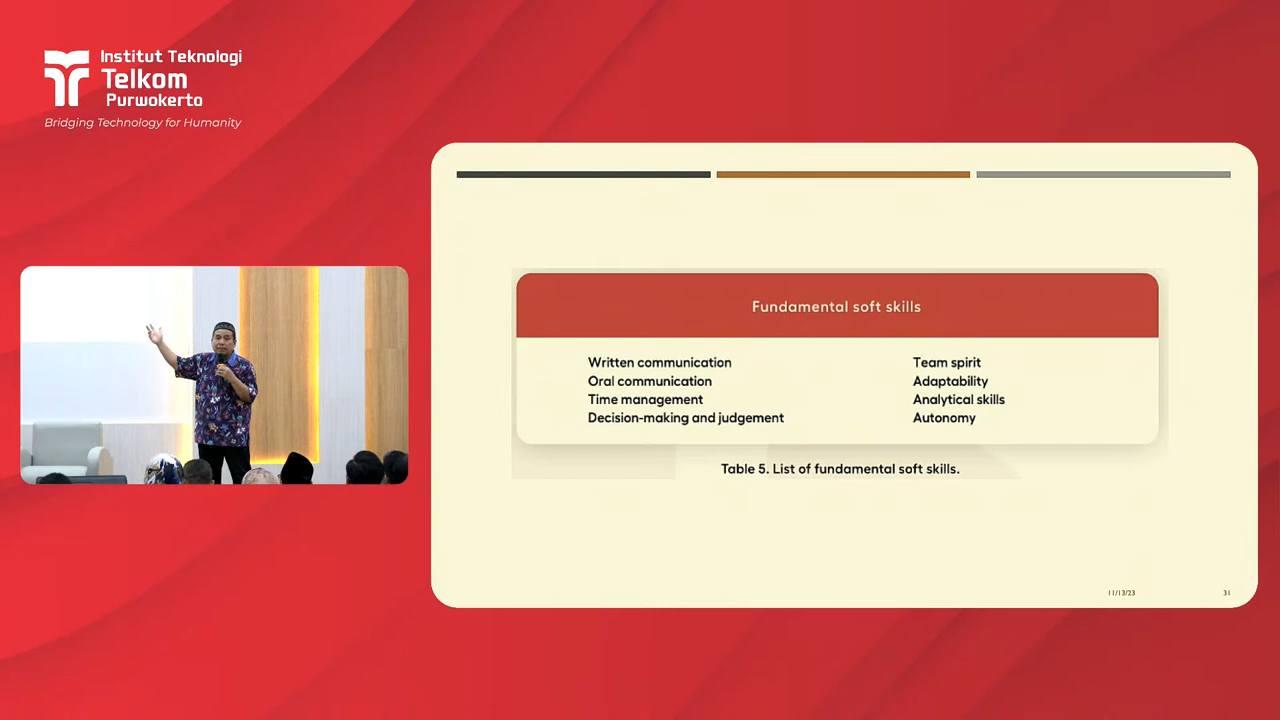 Institut Teknologi
Telkom
Purwokerto
Bridging Technology for Humanity
Fundamental soft skills
Written communication
Oral communication
Time management
Decision-making and judgement
Team spirit
Adaptability
Analytical skills
Autonomy
Table 5. List of fundamental soft skills.
11/13/23
31